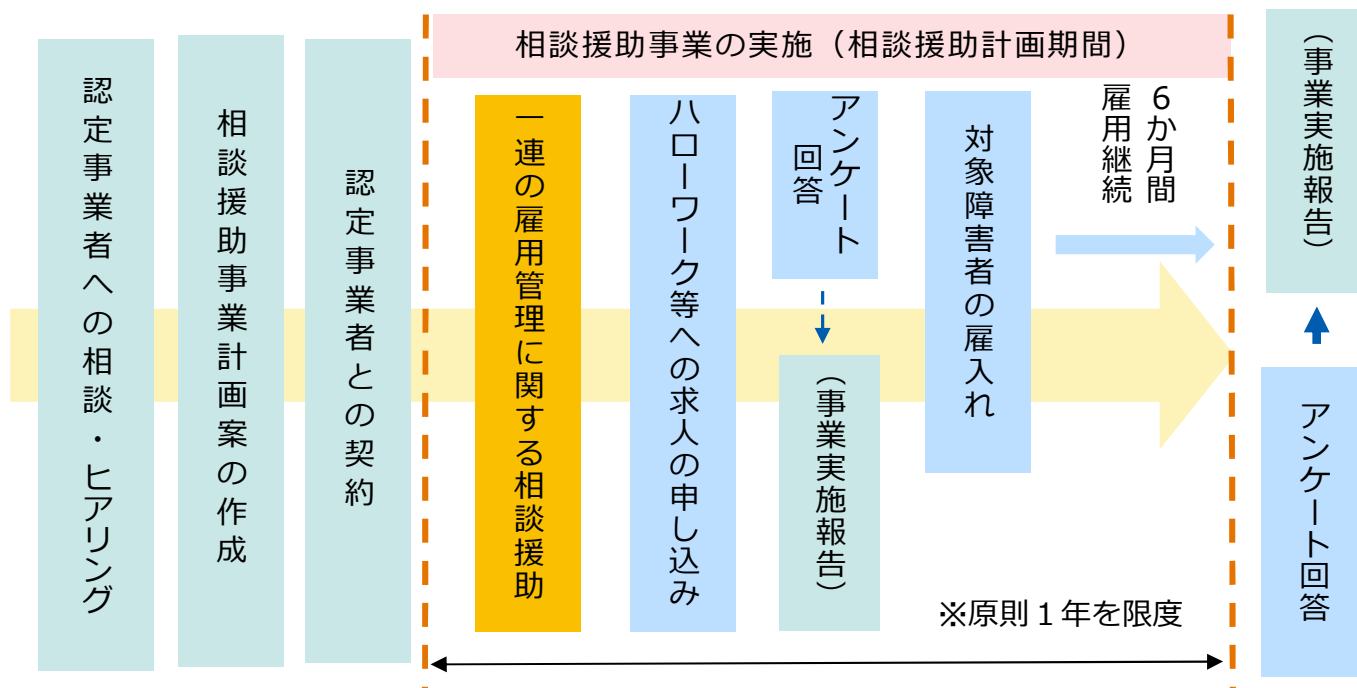 認定事業者への相談・ヒアリング
相談援助事業計画案の作成
認定事業者との契約
相談援助事業の実施（相談援助計画期間）
一連の雇用管理に関する相談援助
ハローワーク等への求人の申し込み
アンケート
回答
（事業実施報告）
対象障害者の雇入れ
６か月間
雇用継続
※原則１年を限度
（事業実施報告）
アンケート回答